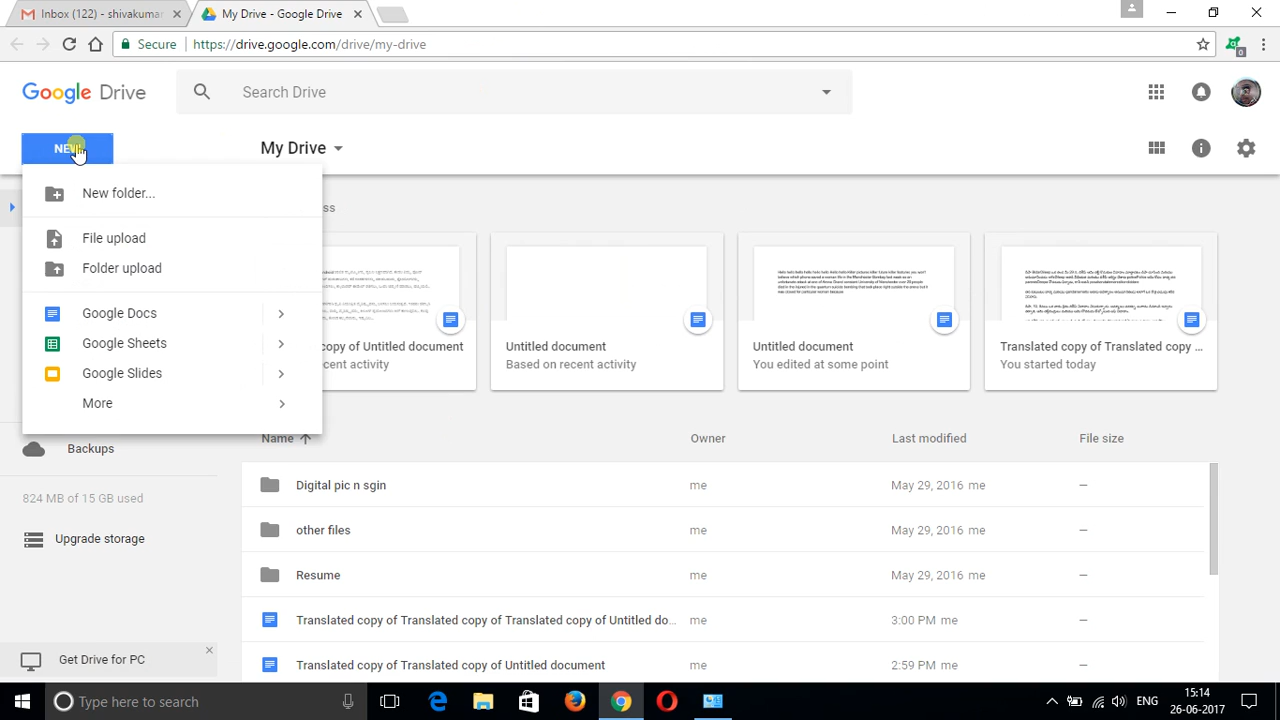 Inbox (122) - shivakumar
My Drive - Google Drive
Secure
https://drive.google.com/drive/my-drive
0
Google Drive
Search Drive
NEW
My Drive
New folder...
File upload
Folder upload
Google Docs
Google Sheets
Google Slides
More
Backups
824 MB of 15 GB used
Upgrade storage
Get Drive for PC
ss
copy of Untitled document
ecent activity
Untitled document
Based on recent activity
Untitled document
You edited at some point
Translated copy of Translated copy ...
You started today
Name Owner Last modified File size
Digital pic n sgin me May 29, 2016 me —
other files me May 29, 2016 me —
Resume me May 29, 2016 me —
Translated copy of Translated copy of Translated copy of Untitled do... me 3:00 PM me —
Translated copy of Translated copy of Untitled document me 2:59 PM me —
Type here to search
ENG
15:14
26-06-2017